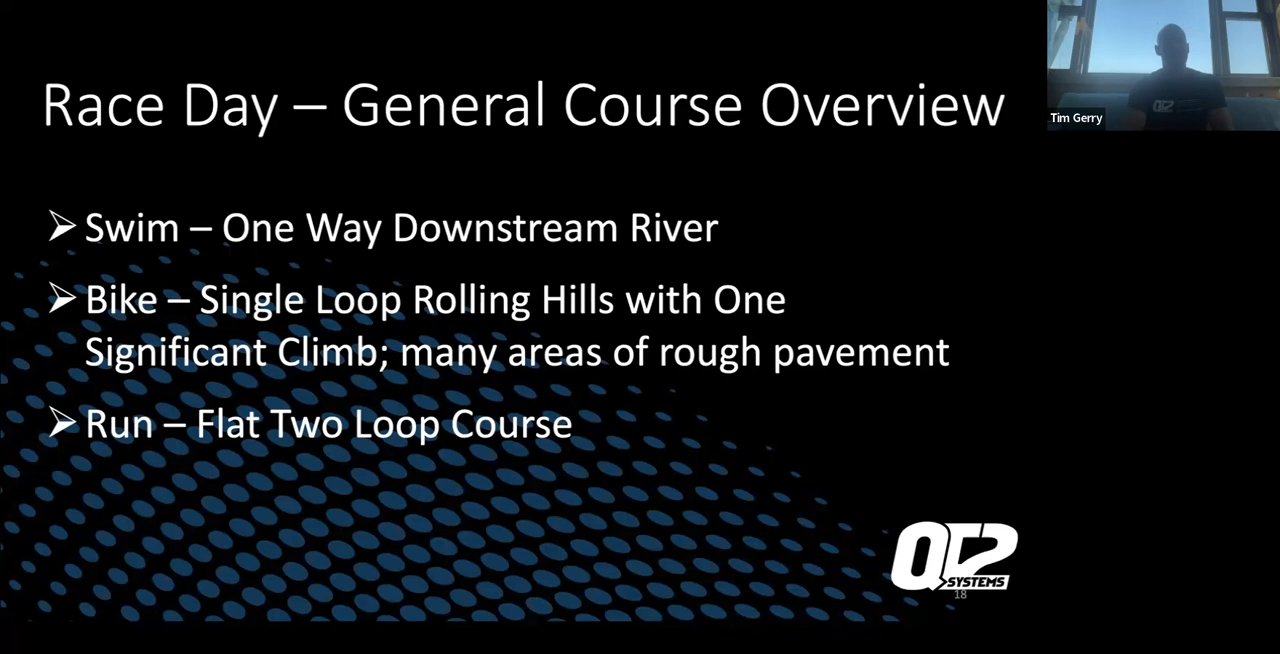 Race Day – General Course Overview
Tim Gerry
QT2
➢ Swim – One Way Downstream River
➢ Bike – Single Loop Rolling Hills with One
Significant Climb; many areas of rough pavement
➢ Run – Flat Two Loop Course
QT2
SYSTEMS
18